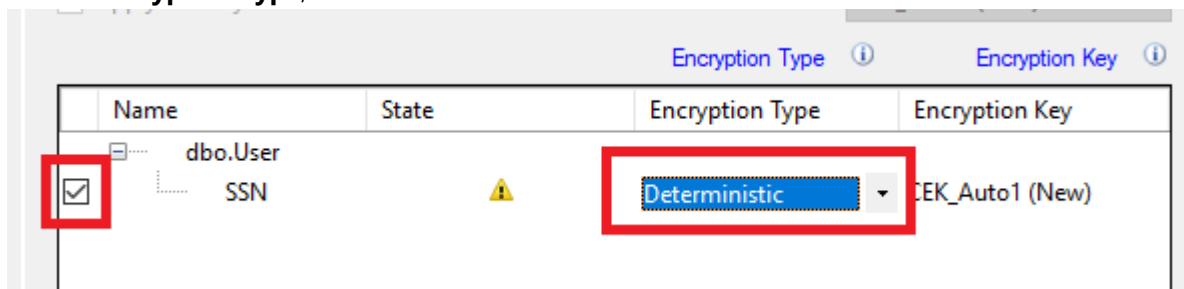 Encryption Type
Encryption Key
Name State Encryption Type Encryption Key
dbo.User
SSN Deterministic CEK_Auto1 (New)